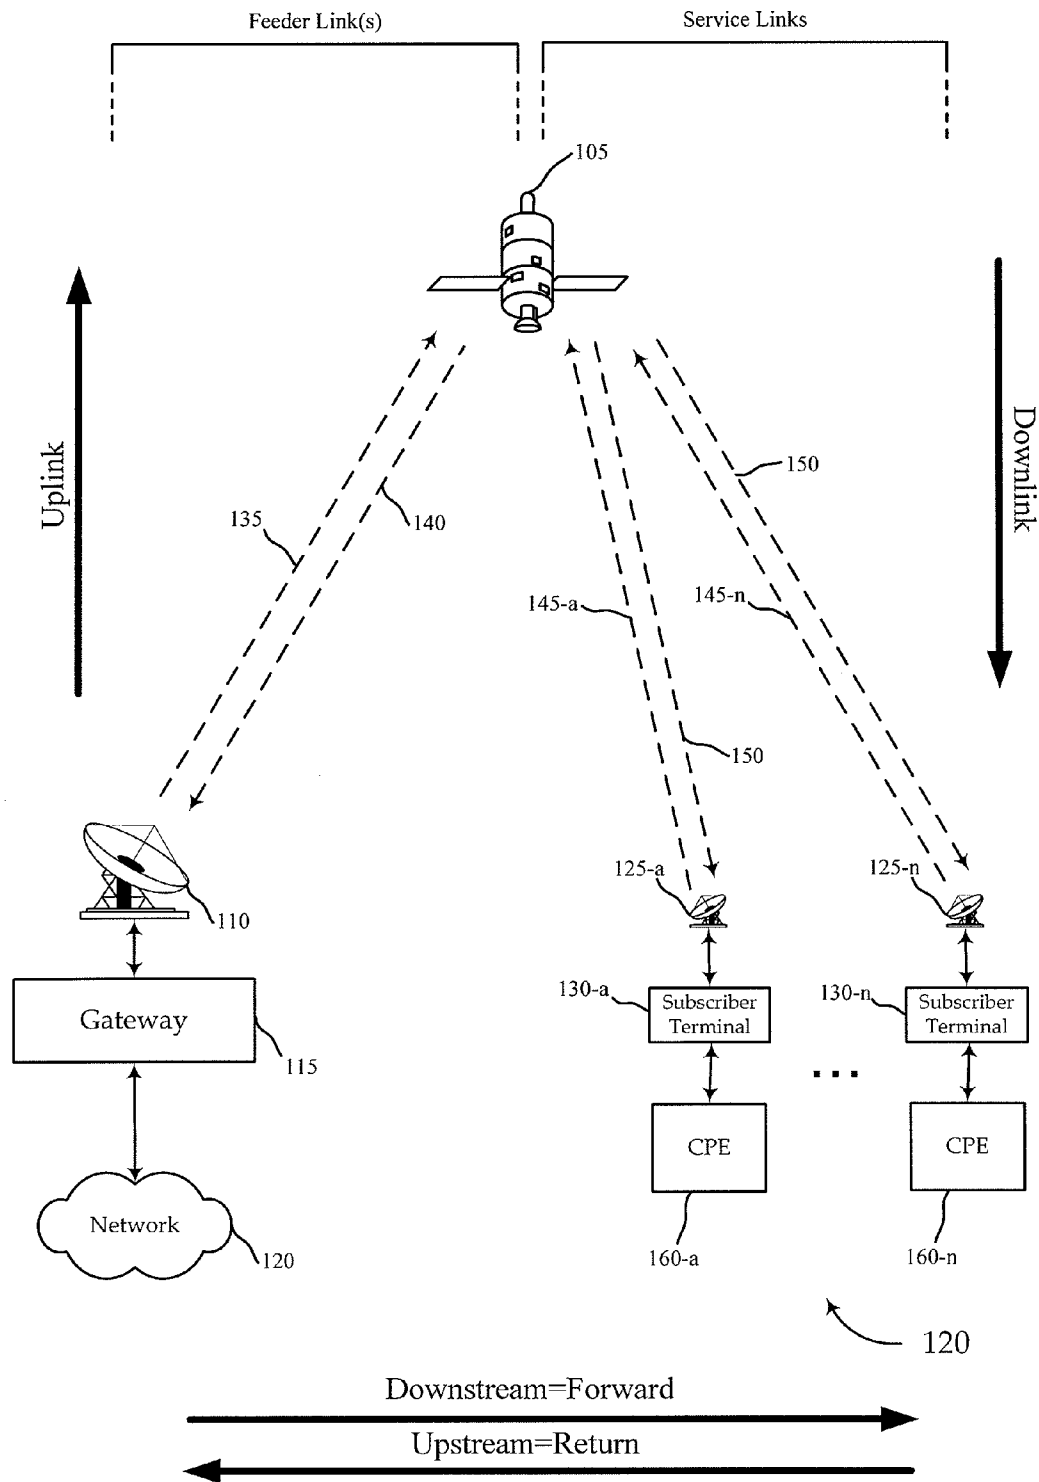 Feeder Link(s)
Service Links
105
Uplink
Downlink
150
135
140
145-a
145-n
150
125-a
125-n
110
130-a
Subscriber
Terminal
130-n
Subscriber
Terminal
Gateway
115
...
CPE
CPE
Network
120
160-a
160-n
120
Downstream=Forward
Upstream=Return